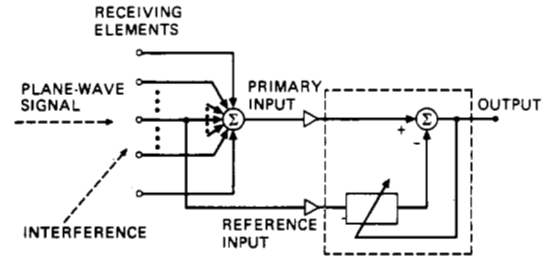 RECEIVING
ELEMENTS
PLANE-WAVE
SIGNAL
PRIMARY
INPUT
OUTPUT
Σ
Σ
+
-
INTERFERENCE
REFERENCE
INPUT